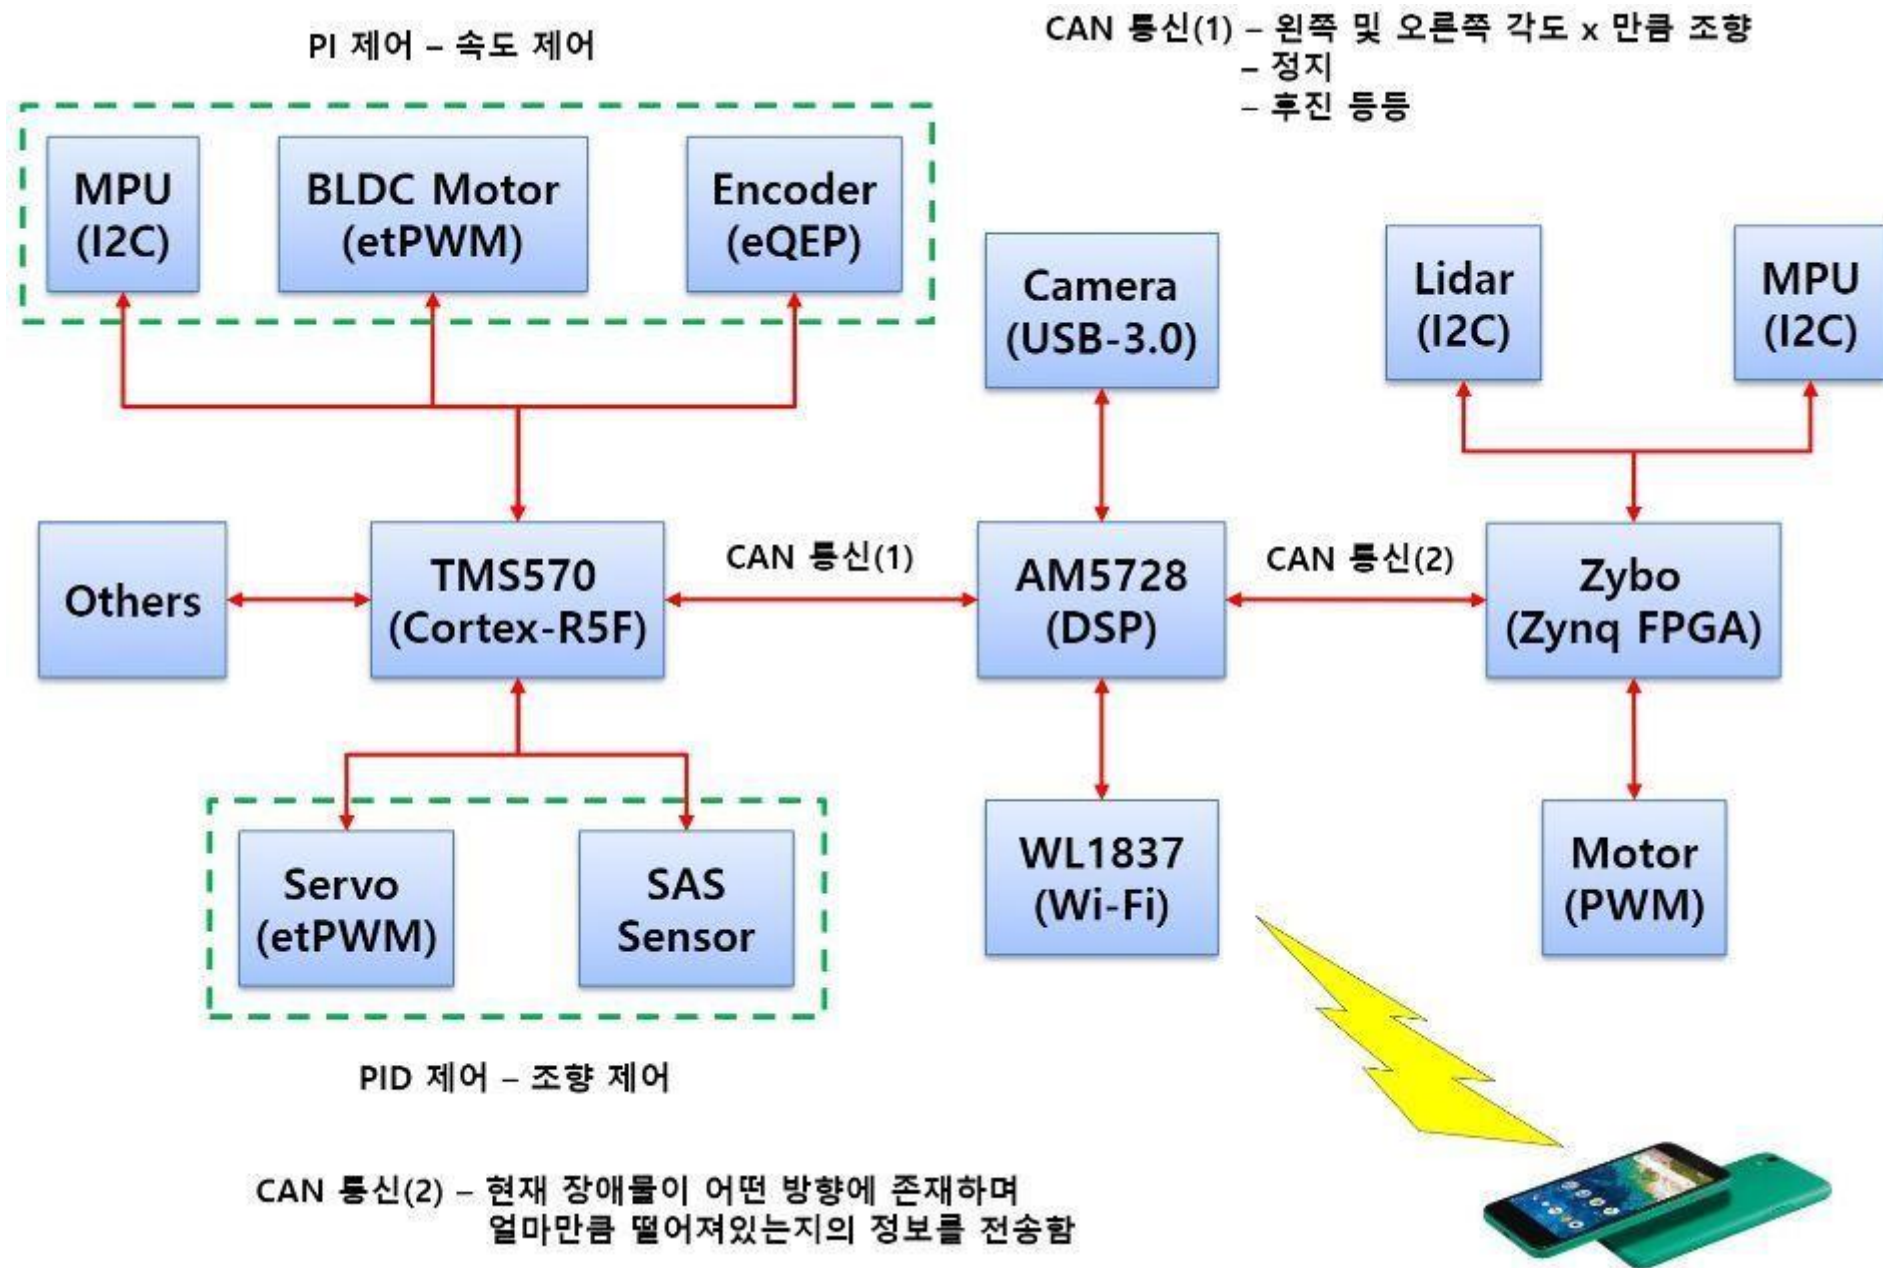 PI 제어 – 속도 제어
CAN 통신(1) – 왼쪽 및 오른쪽 각도 x 만큼 조향
– 정지
– 후진 등등
MPU
(I2C)
BLDC Motor
(etPWM)
Encoder
(eQEP)
Camera
(USB-3.0)
Lidar
(I2C)
MPU
(I2C)
Others
TMS570
(Cortex-R5F)
CAN 통신(1)
AM5728
(DSP)
CAN 통신(2)
Zybo
(Zynq FPGA)
Servo
(etPWM)
SAS
Sensor
WL1837
(Wi-Fi)
Motor
(PWM)
PID 제어 – 조향 제어
CAN 통신(2) – 현재 장애물이 어떤 방향에 존재하며
얼마만큼 떨어져있는지의 정보를 전송함